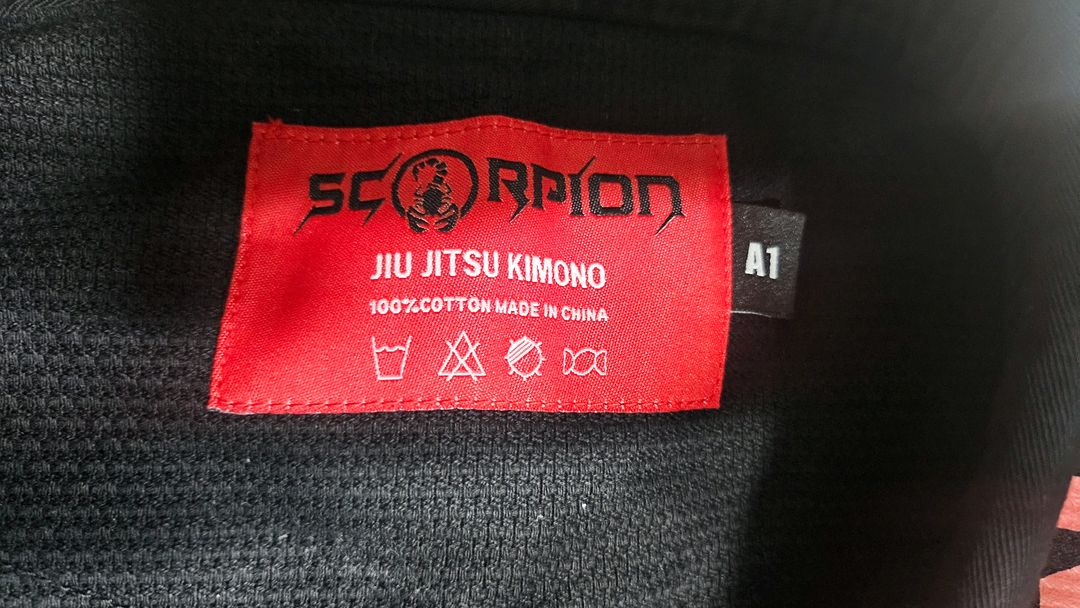 SCORPION
JIU JITSU KIMONO
100%COTTON MADE IN CHINA
A1